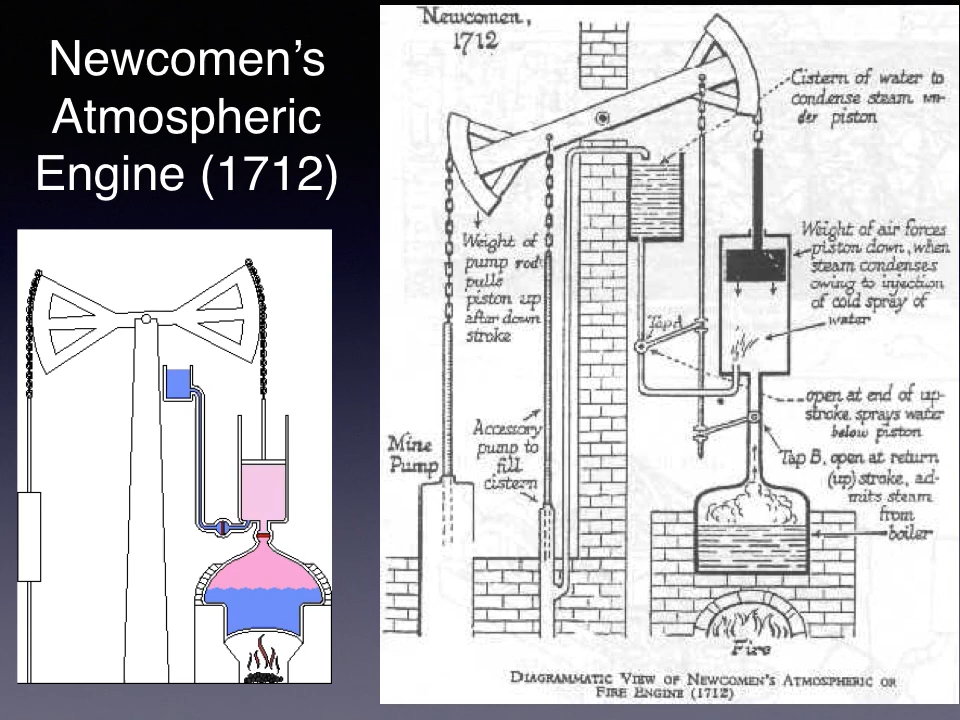 Newcomen’s
Atmospheric
Engine (1712)
Newcomen,
1712
Cistern of water to
condense steam un-
der piston
Weight of
pump rod
pulls
piston up
after down
stroke
Weight of air forces
piston down, when
steam condenses
owing to injection
of cold spray of
water
Tap A
open at end of up-
stroke, sprays water
below piston
Mine
Pump
Accessory
pump to
fill
cistern
Tap B, open at return
(up) stroke, ad-
mits steam
from
boiler
Fire
DIAGRAMMATIC VIEW OF NEWCOMEN'S ATMOSPHERIC OR
FIRE ENGINE (1712)